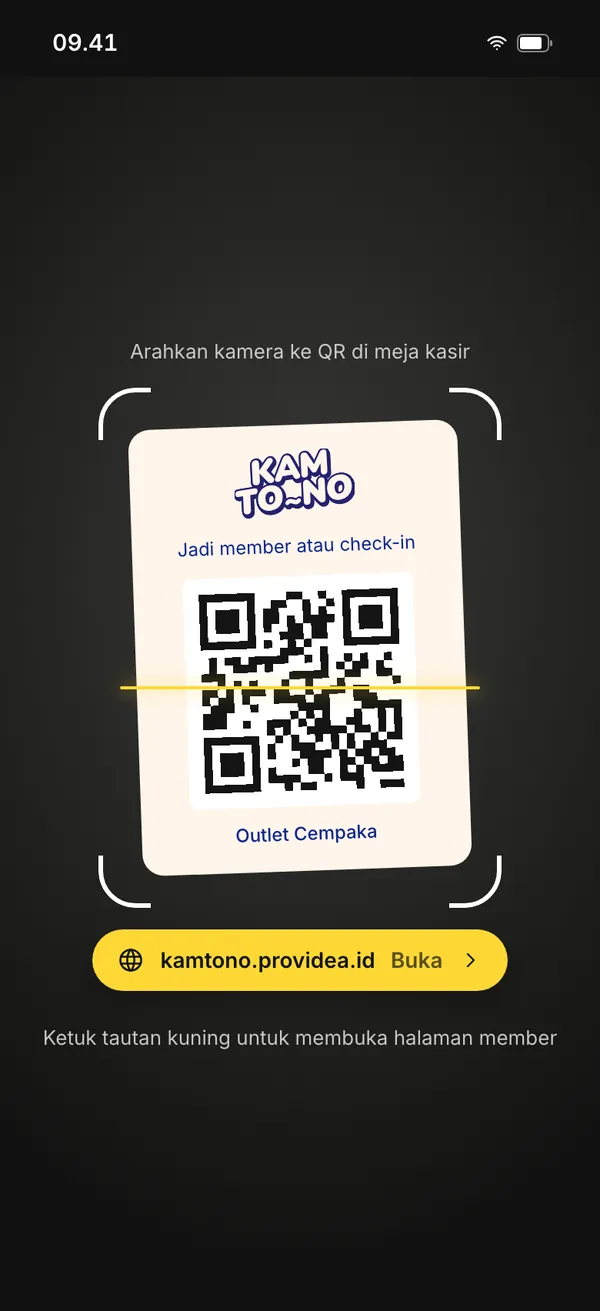 09.41
Arahkan kamera ke QR di meja kasir
KAM
TO~NO
Jadi member atau check-in
Outlet Cempaka
kamtono.providea.id Buka
Ketuk tautan kuning untuk membuka halaman member